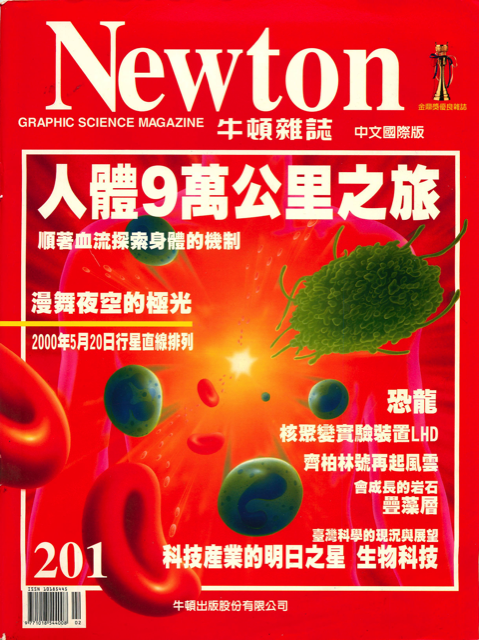 Newton
金鼎獎優良雜誌
GRAPHIC SCIENCE MAGAZINE 牛頓雜誌 中文國際版
人體9萬公里之旅
順著血流探索身體的機制
漫舞夜空的極光
2000年5月20日行星直線排列
恐龍
核聚變實驗裝置LHD
齊柏林號再起風雲
會成長的岩石
疊藻層
臺灣科學的現況與展望
科技產業的明日之星 生物科技
201
ISSN 10185445
9 771018 544008 02
牛頓出版股份有限公司